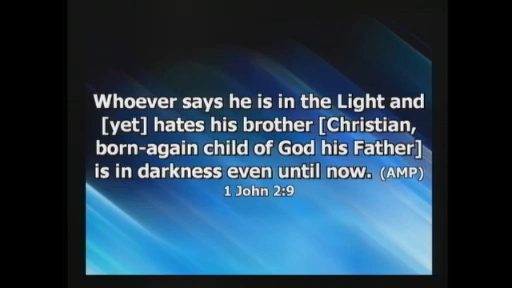 Whoever says he is in the Light and
[yet] hates his brother [Christian,
born-again child of God his Father]
is in darkness even until now. (AMP)
1 John 2:9